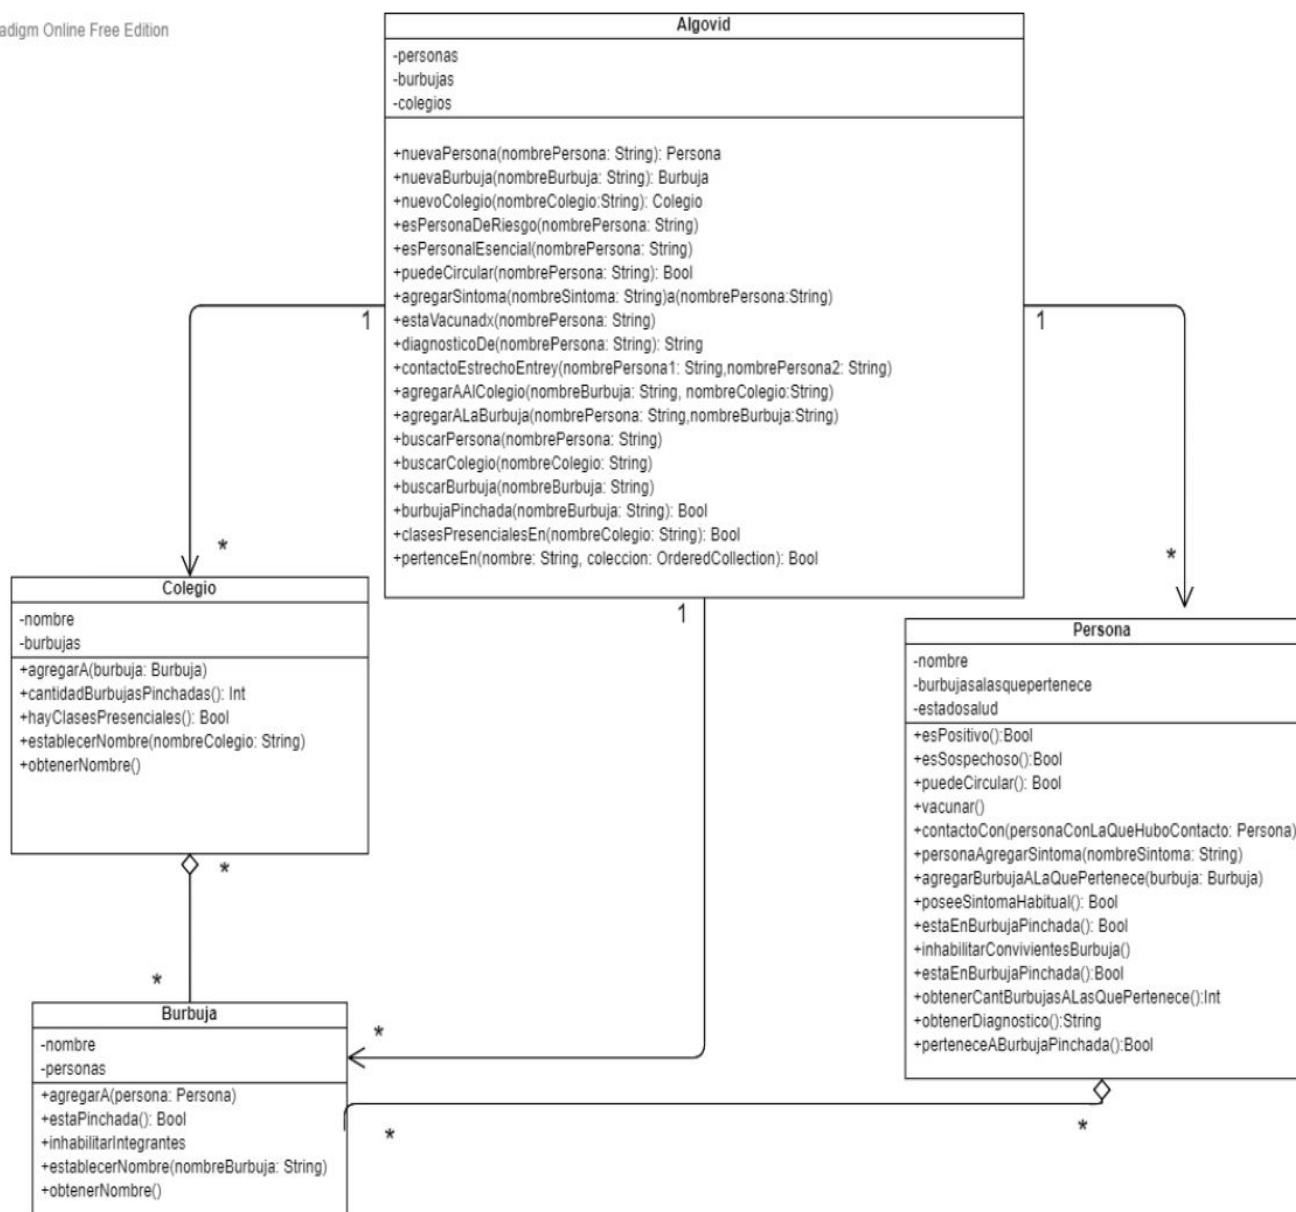 adigm Online Free Edition
Algovid
-personas
-burbujas
-colegios
+nuevaPersona(nombrePersona: String): Persona
+nuevaBurbuja(nombreBurbuja: String): Burbuja
+nuevoColegio(nombreColegio:String): Colegio
+esPersonaDeRiesgo(nombrePersona: String)
+esPersonalEsencial(nombrePersona: String)
+puedeCircular(nombrePersona: String): Bool
+agregarSintoma(nombreSintoma: String)a(nombrePersona:String)
+estaVacunadx(nombrePersona: String)
+diagnosticoDe(nombrePersona: String): String
+contactoEstrechoEntrey(nombrePersona1: String,nombrePersona2: String)
+agregarAAlColegio(nombreBurbuja: String, nombreColegio:String)
+agregarALaBurbuja(nombrePersona: String,nombreBurbuja:String)
+buscarPersona(nombrePersona: String)
+buscarColegio(nombreColegio: String)
+buscarBurbuja(nombreBurbuja: String)
+burbujaPinchada(nombreBurbuja: String): Bool
+clasesPresencialesEn(nombreColegio: String): Bool
+pertenceEn(nombre: String, coleccion: OrderedCollection): Bool
1
1
1
*
*
Colegio
-nombre
-burbujas
+agregarA(burbuja: Burbuja)
+cantidadBurbujasPinchadas(): Int
+hayClasesPresenciales(): Bool
+establecerNombre(nombreColegio: String)
+obtenerNombre()
*
*
Persona
-nombre
-burbujasalasquepertenece
-estadosalud
+esPositivo():Bool
+esSospechoso():Bool
+puedeCircular(): Bool
+vacunar()
+contactoCon(personaConLaQueHuboContacto: Persona)
+personaAgregarSintoma(nombreSintoma: String)
+agregarBurbujaALaQuePertenece(burbuja: Burbuja)
+poseeSintomaHabitual(): Bool
+estaEnBurbujaPinchada(): Bool
+inhabilitarConvivientesBurbuja()
+estaEnBurbujaPinchada():Bool
+obtenerCantBurbujasALasQuePertenece():Int
+obtenerDiagnostico():String
+perteneceABurbujaPinchada():Bool
Burbuja
-nombre
-personas
+agregarA(persona: Persona)
+estaPinchada(): Bool
+inhabilitarIntegrantes
+establecerNombre(nombreBurbuja: String)
+obtenerNombre()
*
*
*